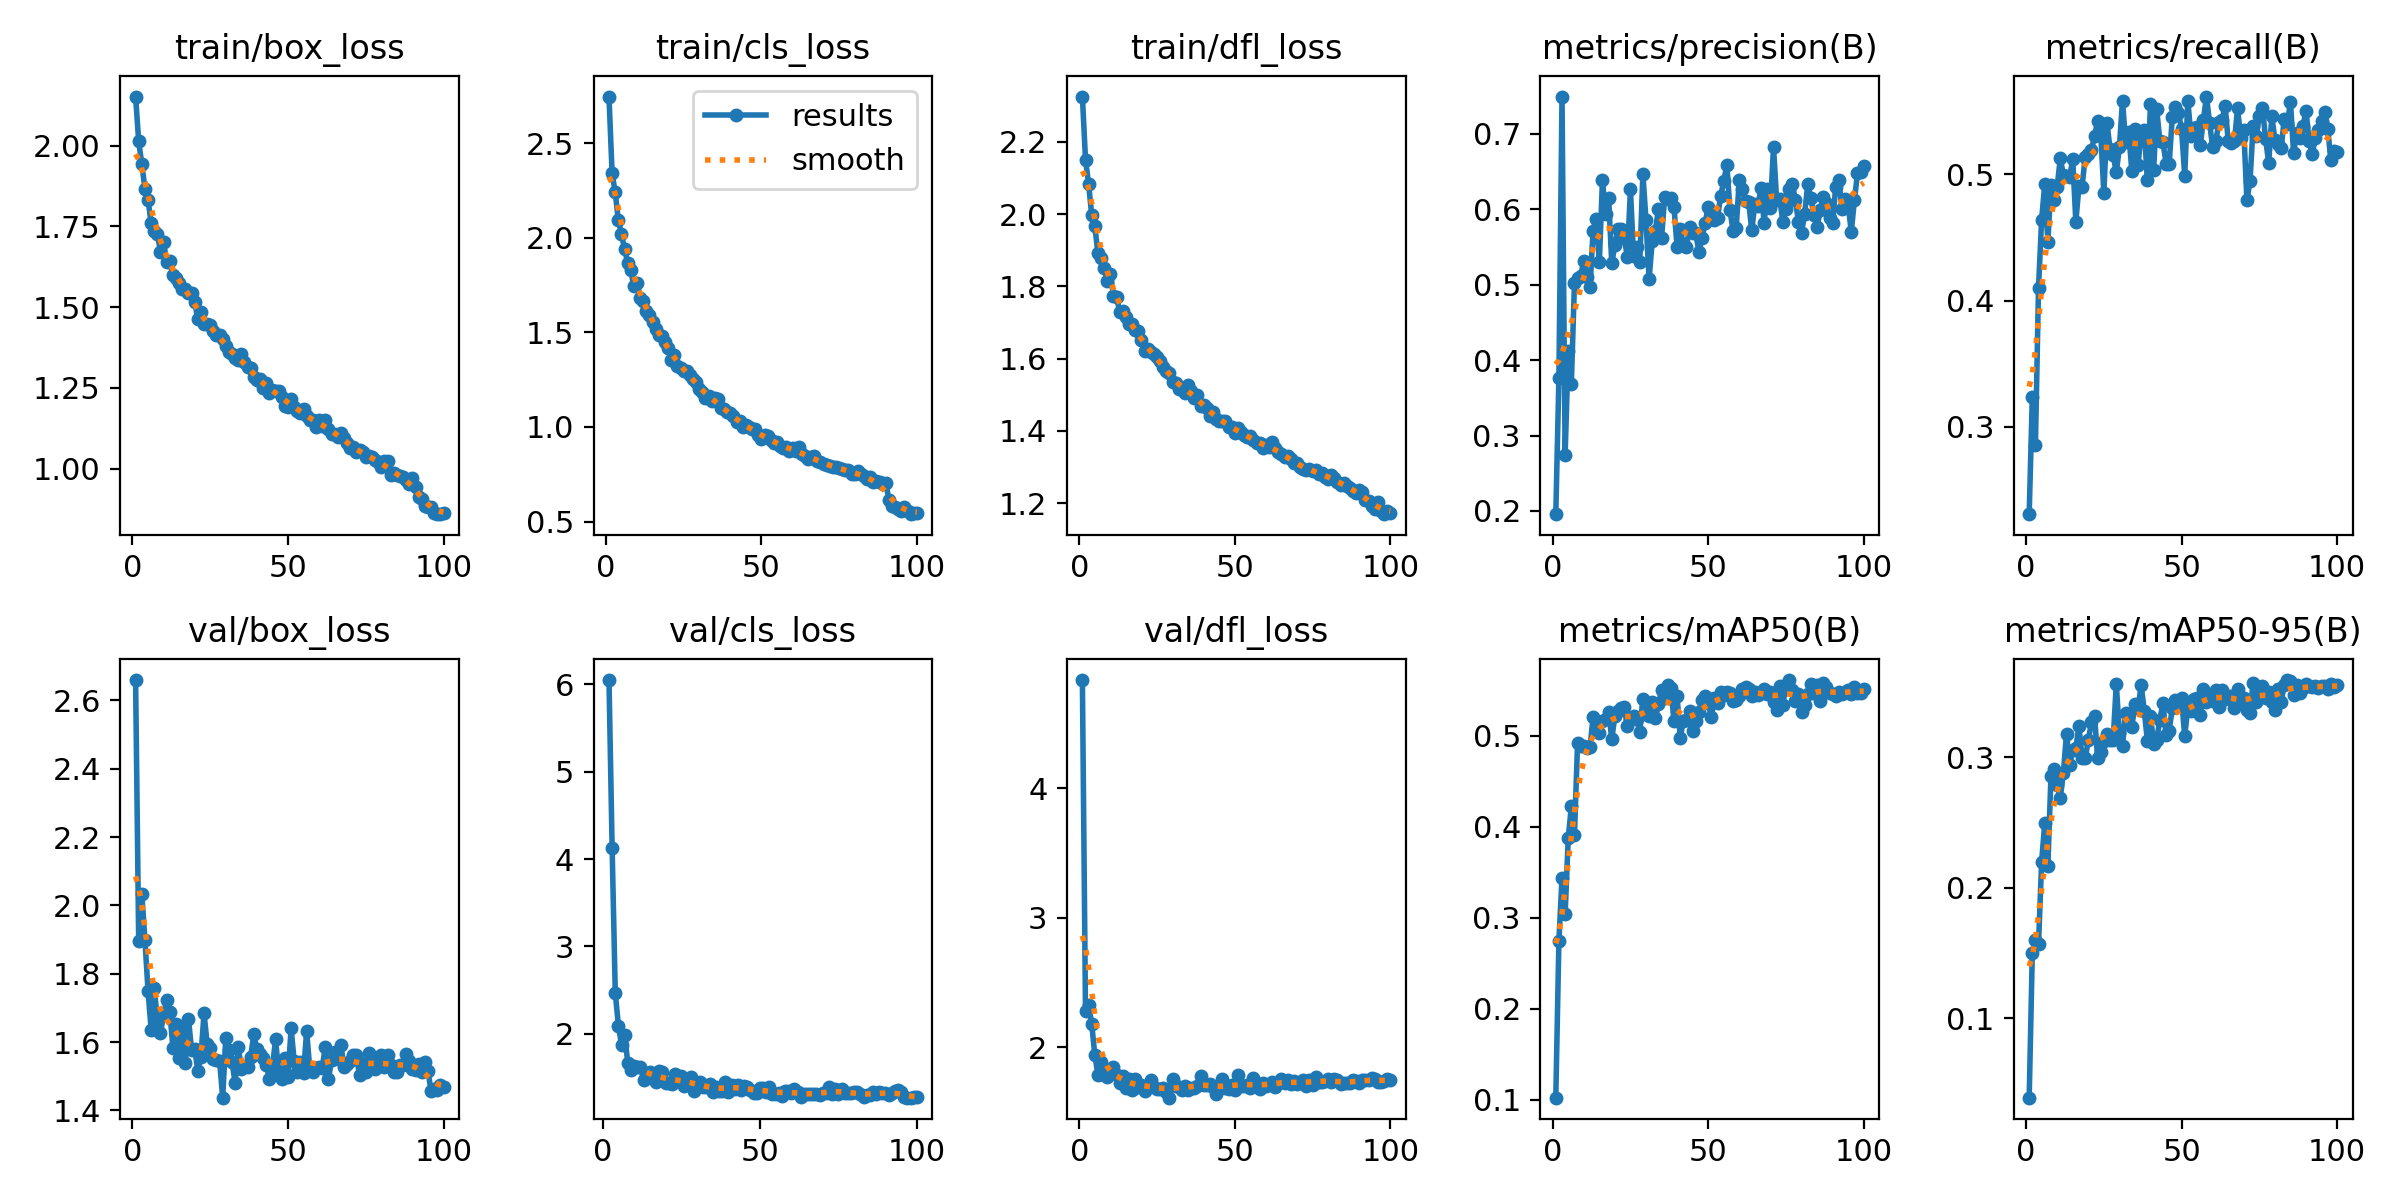 train/box_loss
2.00
1.75
1.50
1.25
1.00
0 50 100
train/cls_loss
results
smooth
2.5
2.0
1.5
1.0
0.5
0 50 100
train/dfl_loss
2.2
2.0
1.8
1.6
1.4
1.2
0 50 100
metrics/precision(B)
0.7
0.6
0.5
0.4
0.3
0.2
0 50 100
metrics/recall(B)
0.5
0.4
0.3
0 50 100
val/box_loss
2.6
2.4
2.2
2.0
1.8
1.6
1.4
0 50 100
val/cls_loss
6
5
4
3
2
0 50 100
val/dfl_loss
4
3
2
0 50 100
metrics/mAP50(B)
0.5
0.4
0.3
0.2
0.1
0 50 100
metrics/mAP50-95(B)
0.3
0.2
0.1
0 50 100